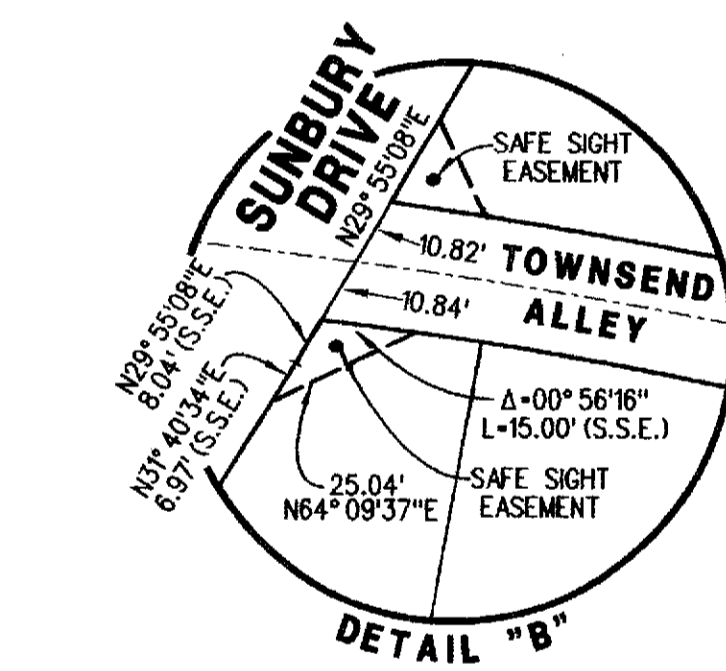 SUNBURY
DRIVE
N29°55'08"E
SAFE SIGHT
EASEMENT
10.82'
TOWNSEND
ALLEY
10.84'
N29°55'08"E
8.04' (S.S.E.)
N31°40'34"E
6.97' (S.S.E.)
Δ=00°56'16"
L=15.00' (S.S.E.)
25.04'
N64°09'37"E
SAFE SIGHT
EASEMENT
DETAIL "B"